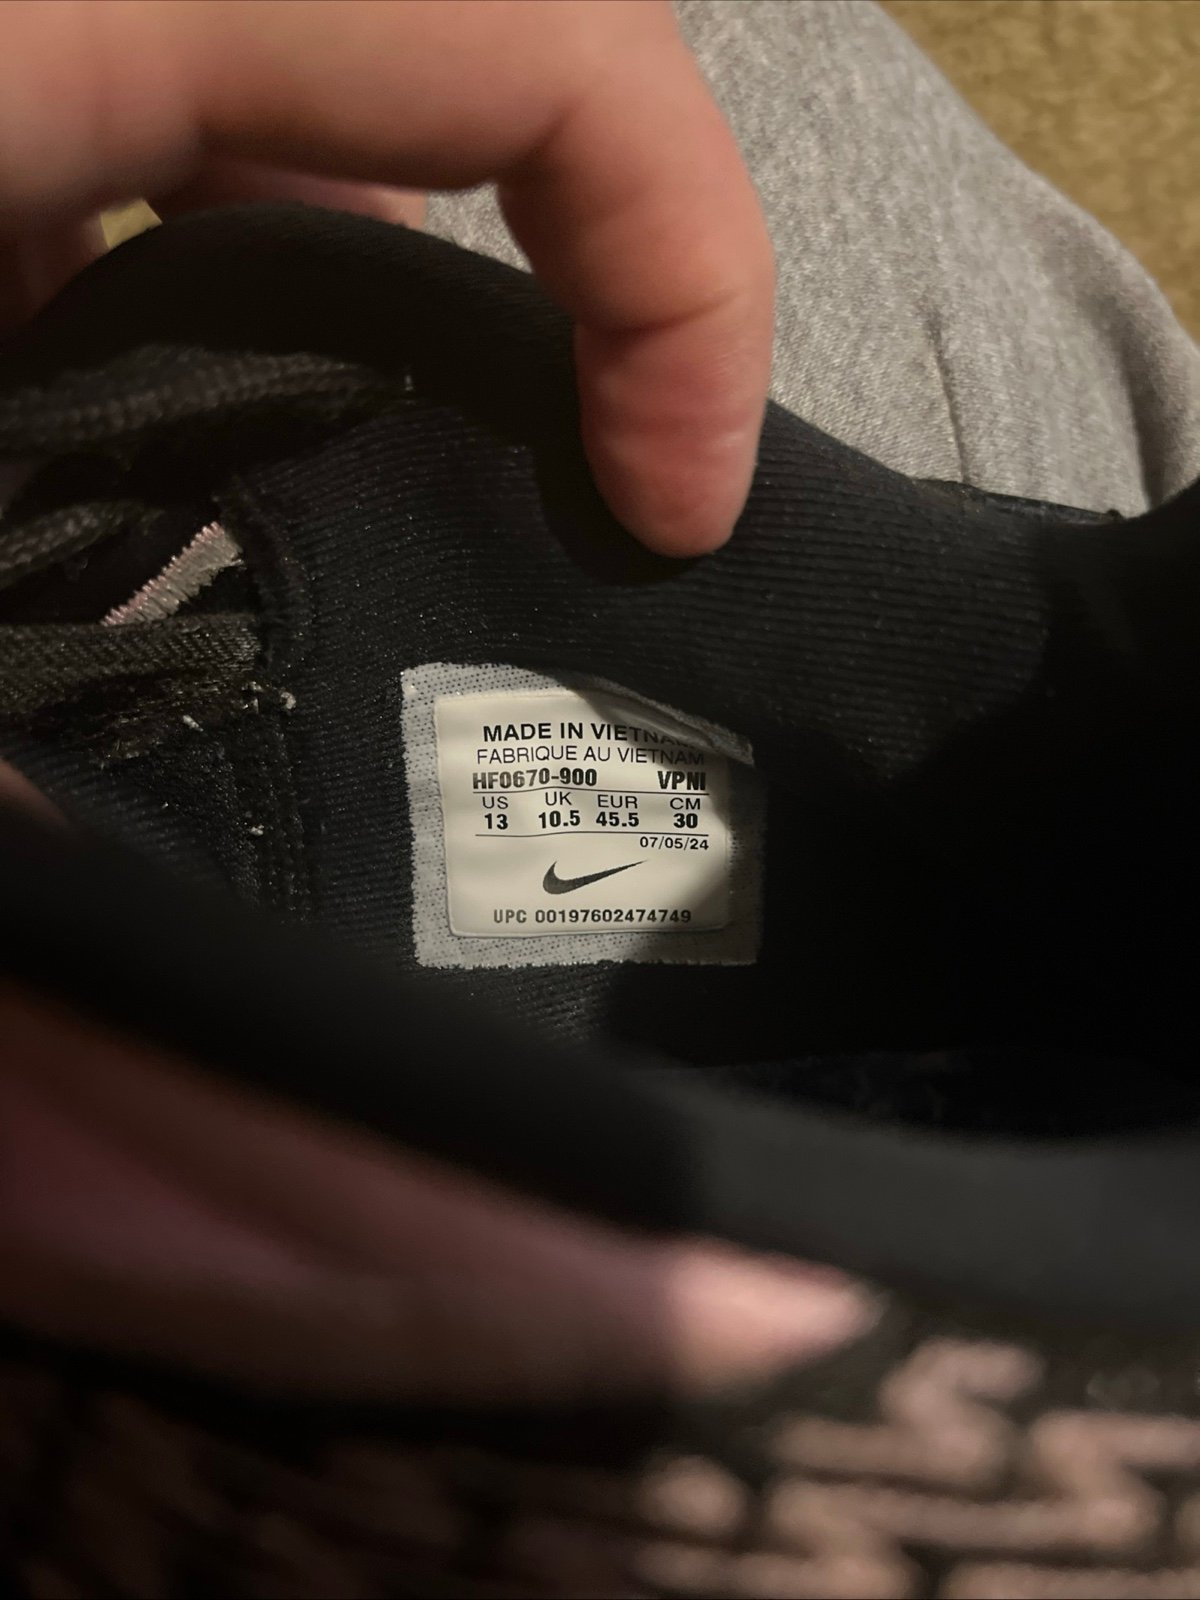 MADE IN VIETNAM
FABRIQUE AU VIETNAM
HF0670-900 VPNI
US UK EUR CM
13 10.5 45.5 30
07/05/24
UPC 00197602474749